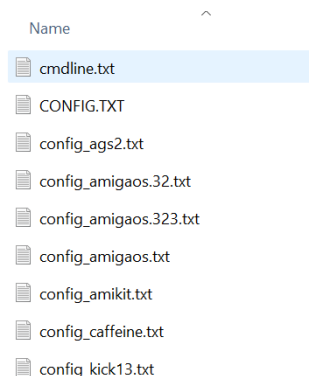 Name
cmdline.txt
CONFIG.TXT
config_ags2.txt
config_amigaos.32.txt
config_amigaos.323.txt
config_amigaos.txt
config_amikit.txt
config_caffeine.txt
config_kick13.txt